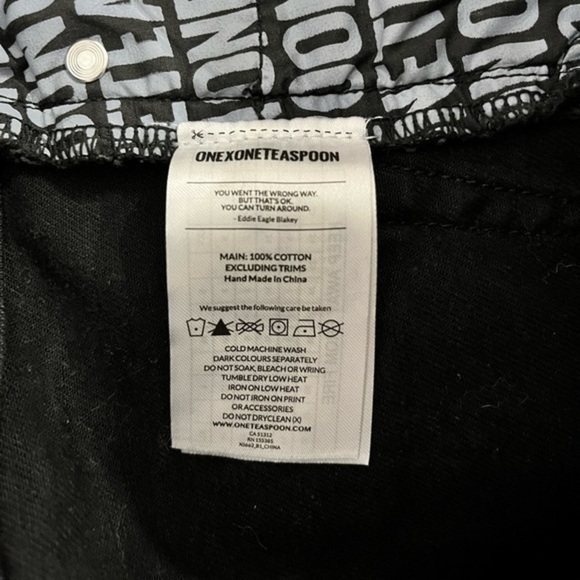 ONEXONETEASPOON
YOU WENT THE WRONG WAY.
BUT THAT'S OK.
YOU CAN TURN AROUND.
- Eddie Eagle Blakey
MAIN: 100% COTTON
EXCLUDING TRIMS
Hand Made in China
We suggest the following care be taken
COLD MACHINE WASH
DARK COLOURS SEPARATELY
DO NOT SOAK, BLEACH OR WRING
TUMBLE DRY LOW HEAT
IRON ON LOW HEAT
DO NOT IRON ON PRINT
OR ACCESSORIES
DO NOT DRYCLEAN (X)
WWW.ONETEASPOON.COM
CA 51312